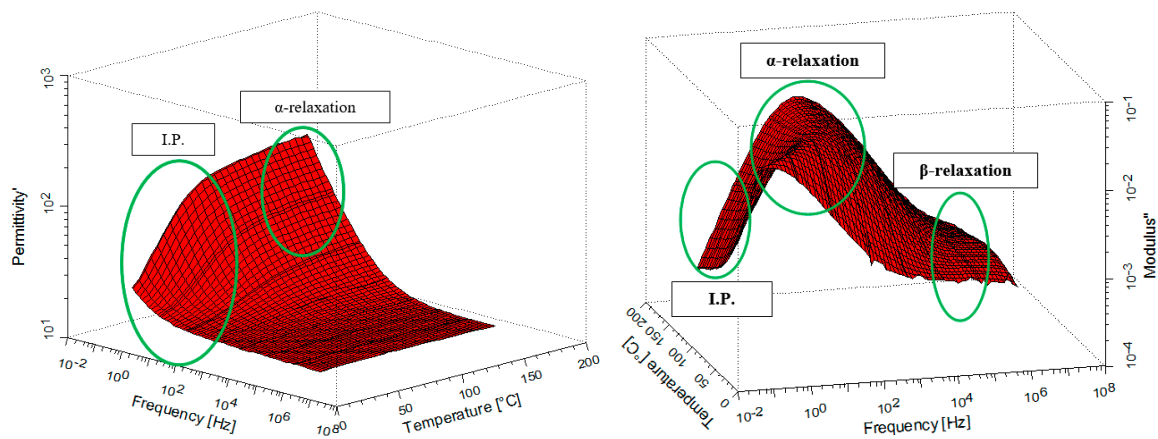 I.P.
α-relaxation
Permittivity'
10³
10²
10¹
10⁻²
10⁰
10²
10⁴
10⁶
10⁸
Frequency [Hz]
0
50
100
150
200
Temperature [°C]
α-relaxation
β-relaxation
I.P.
Modulus''
10⁻¹
10⁻²
10⁻³
10⁻⁴
200
150
100
50
0
Temperature [°C]
10⁻²
10⁰
10²
10⁴
10⁶
10⁸
Frequency [Hz]